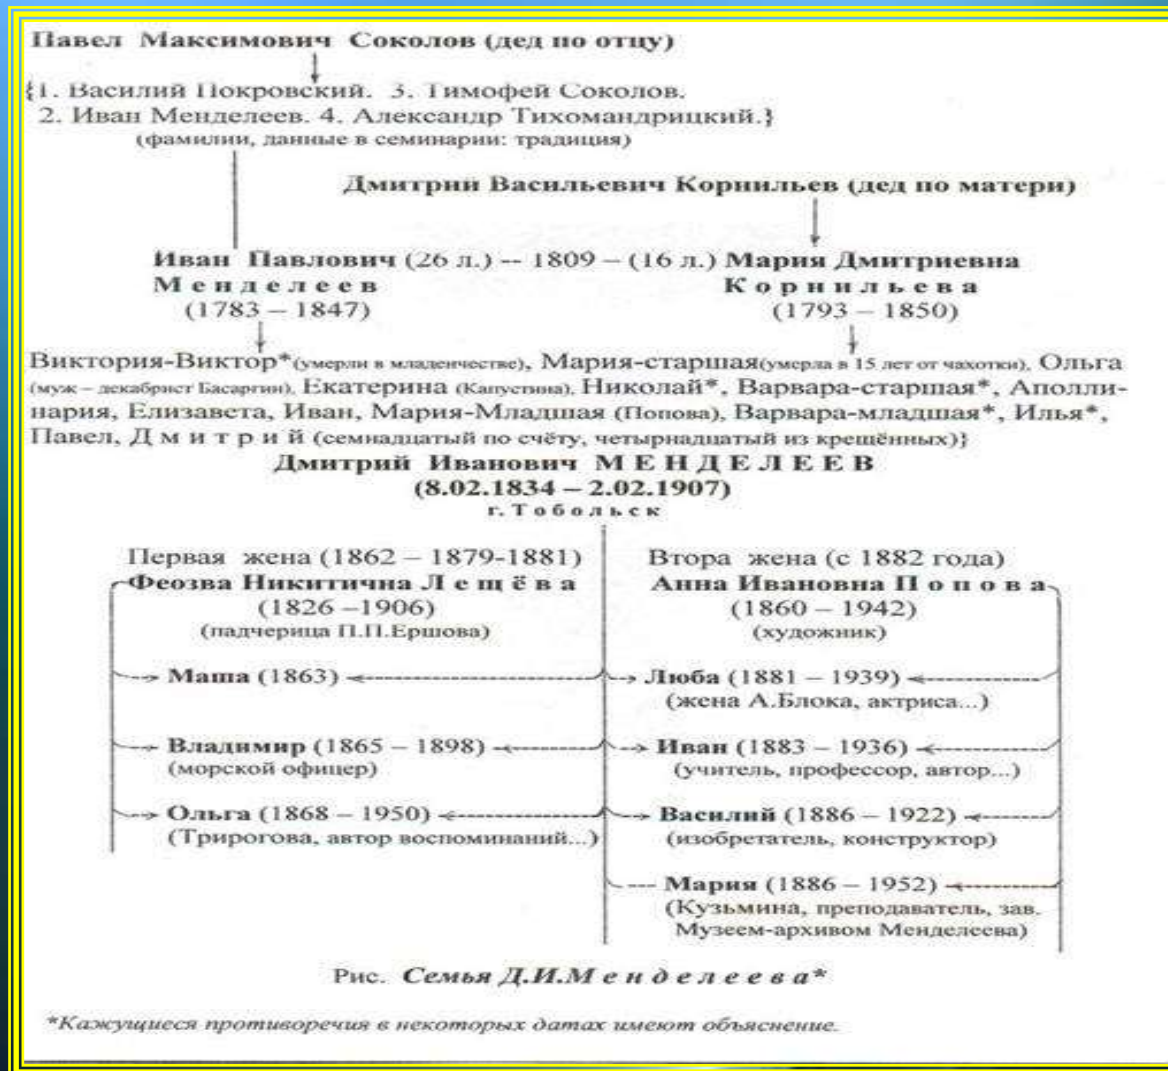 Павел Максимович Соколов (дед по отцу)
{1. Василий Покровский. 3. Тимофей Соколов.
2. Иван Менделеев. 4. Александр Тихомандрицкий.}
(фамилии, данные в семинарии: традиция)
Дмитрий Васильевич Корнильев (дед по матери)
Иван Павлович (26 л.) -- 1809 – (16 л.) Мария Дмитриевна
Менделеев Корнильева
(1783 – 1847) (1793 – 1850)
Виктория-Виктор* (умерли в младенчестве), Мария-старшая (умерла в 15 лет от чахотки), Ольга
(муж – декабрист Басаргин), Екатерина (Капустина), Николай*, Варвара-старшая*, Аполли-
нария, Елизавета, Иван, Мария-Младшая (Попова), Варвара-младшая*, Илья*,
Павел, Дмитрий (семнадцатый по счёту, четырнадцатый из крещённых)}
Дмитрий Иванович МЕНДЕЛЕЕВ
(8.02.1834 – 2.02.1907)
г. Тобольск
Первая жена (1862 – 1879-1881) Втора жена (с 1882 года)
Феозва Никитична Лещёва Анна Ивановна Попова
(1826 –1906) (1860 – 1942)
(падчерица П.П.Ершова) (художник)
Маша (1863) Люба (1881 – 1939)
(жена А.Блока, актриса...)
Владимир (1865 – 1898) Иван (1883 – 1936)
(морской офицер) (учитель, профессор, автор...)
Ольга (1868 – 1950) Василий (1886 – 1922)
(Трирогова, автор воспоминаний...) (изобретатель, конструктор)
Мария (1886 – 1952)
(Кузьмина, преподаватель, зав.
Музеем-архивом Менделеева)
Рис. Семья Д.И.Менделеева*
*Кажущиеся противоречия в некоторых датах имеют объяснение.